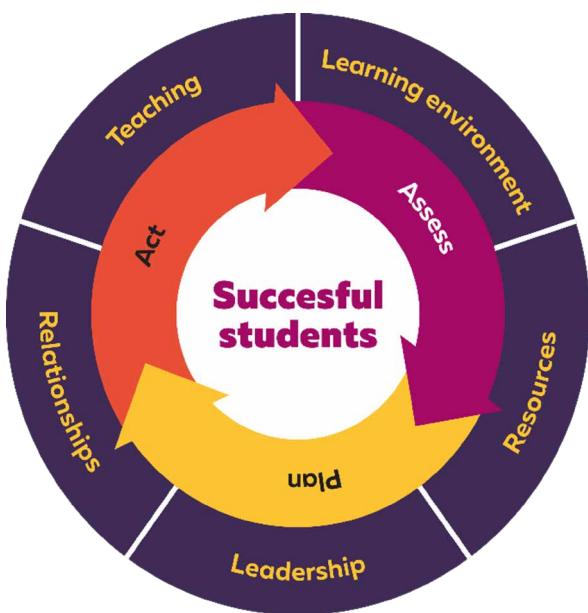 Teaching
Learning environment
Act
Assess
Succesful
students
Relationships
Resources
Plan
Leadership